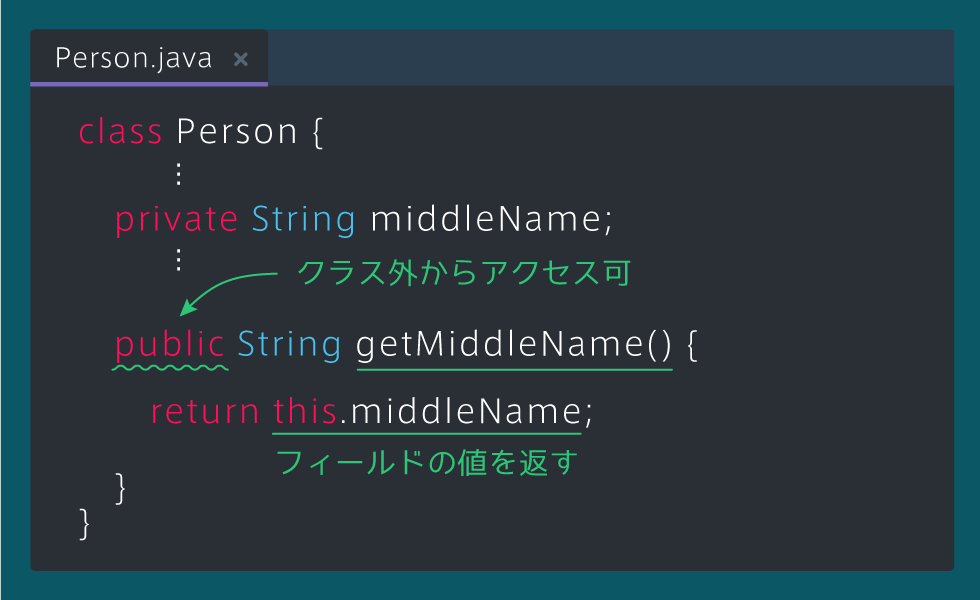 Person.java ×
class Person {
⋮
private String middleName;
⋮
クラス外からアクセス可
public String getMiddleName() {
return this.middleName;
フィールドの値を返す
}
}